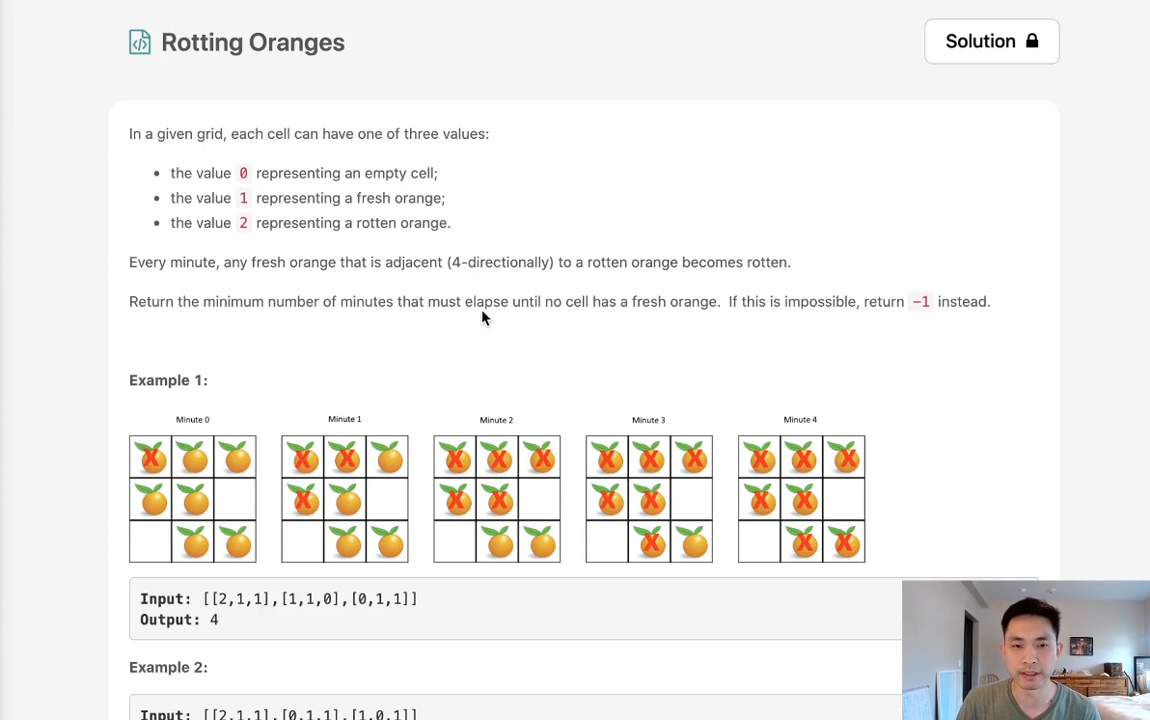 Rotting Oranges
Solution
In a given grid, each cell can have one of three values:
• the value 0 representing an empty cell;
• the value 1 representing a fresh orange;
• the value 2 representing a rotten orange.
Every minute, any fresh orange that is adjacent (4-directionally) to a rotten orange becomes rotten.
Return the minimum number of minutes that must elapse until no cell has a fresh orange.  If this is impossible, return -1 instead.
Example 1:
Minute 0 Minute 1 Minute 2 Minute 3 Minute 4
Input: [[2,1,1],[1,1,0],[0,1,1]]
Output: 4
Example 2:
Input: [[2,1,1],[0,1,1],[1,0,1]]